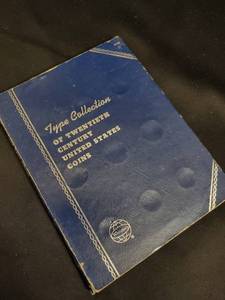 Type Collection
OF TWENTIETH
CENTURY
UNITED STATES
COINS